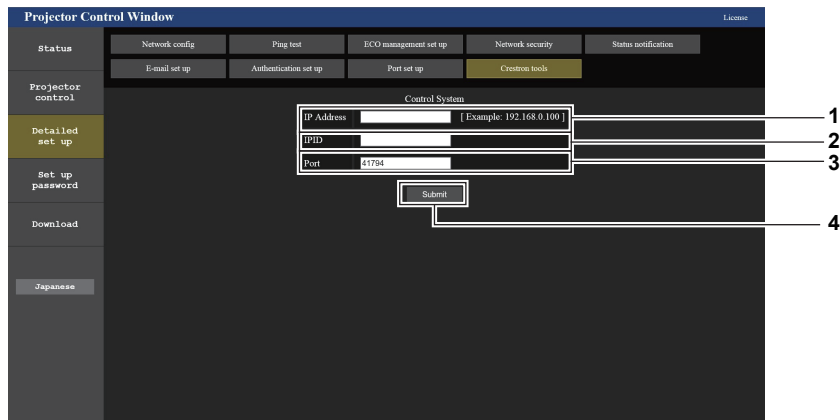 Projector Control Window
License
Status
Projector
control
Detailed
set up
Set up
password
Download
Japanese
Network config
Ping test
ECO management set up
Network security
Status notification
E-mail set up
Authentication set up
Port set up
Crestron tools
Control System
IP Address [ Example: 192.168.0.100 ]
IPID
Port 41794
Submit
1
2
3
4